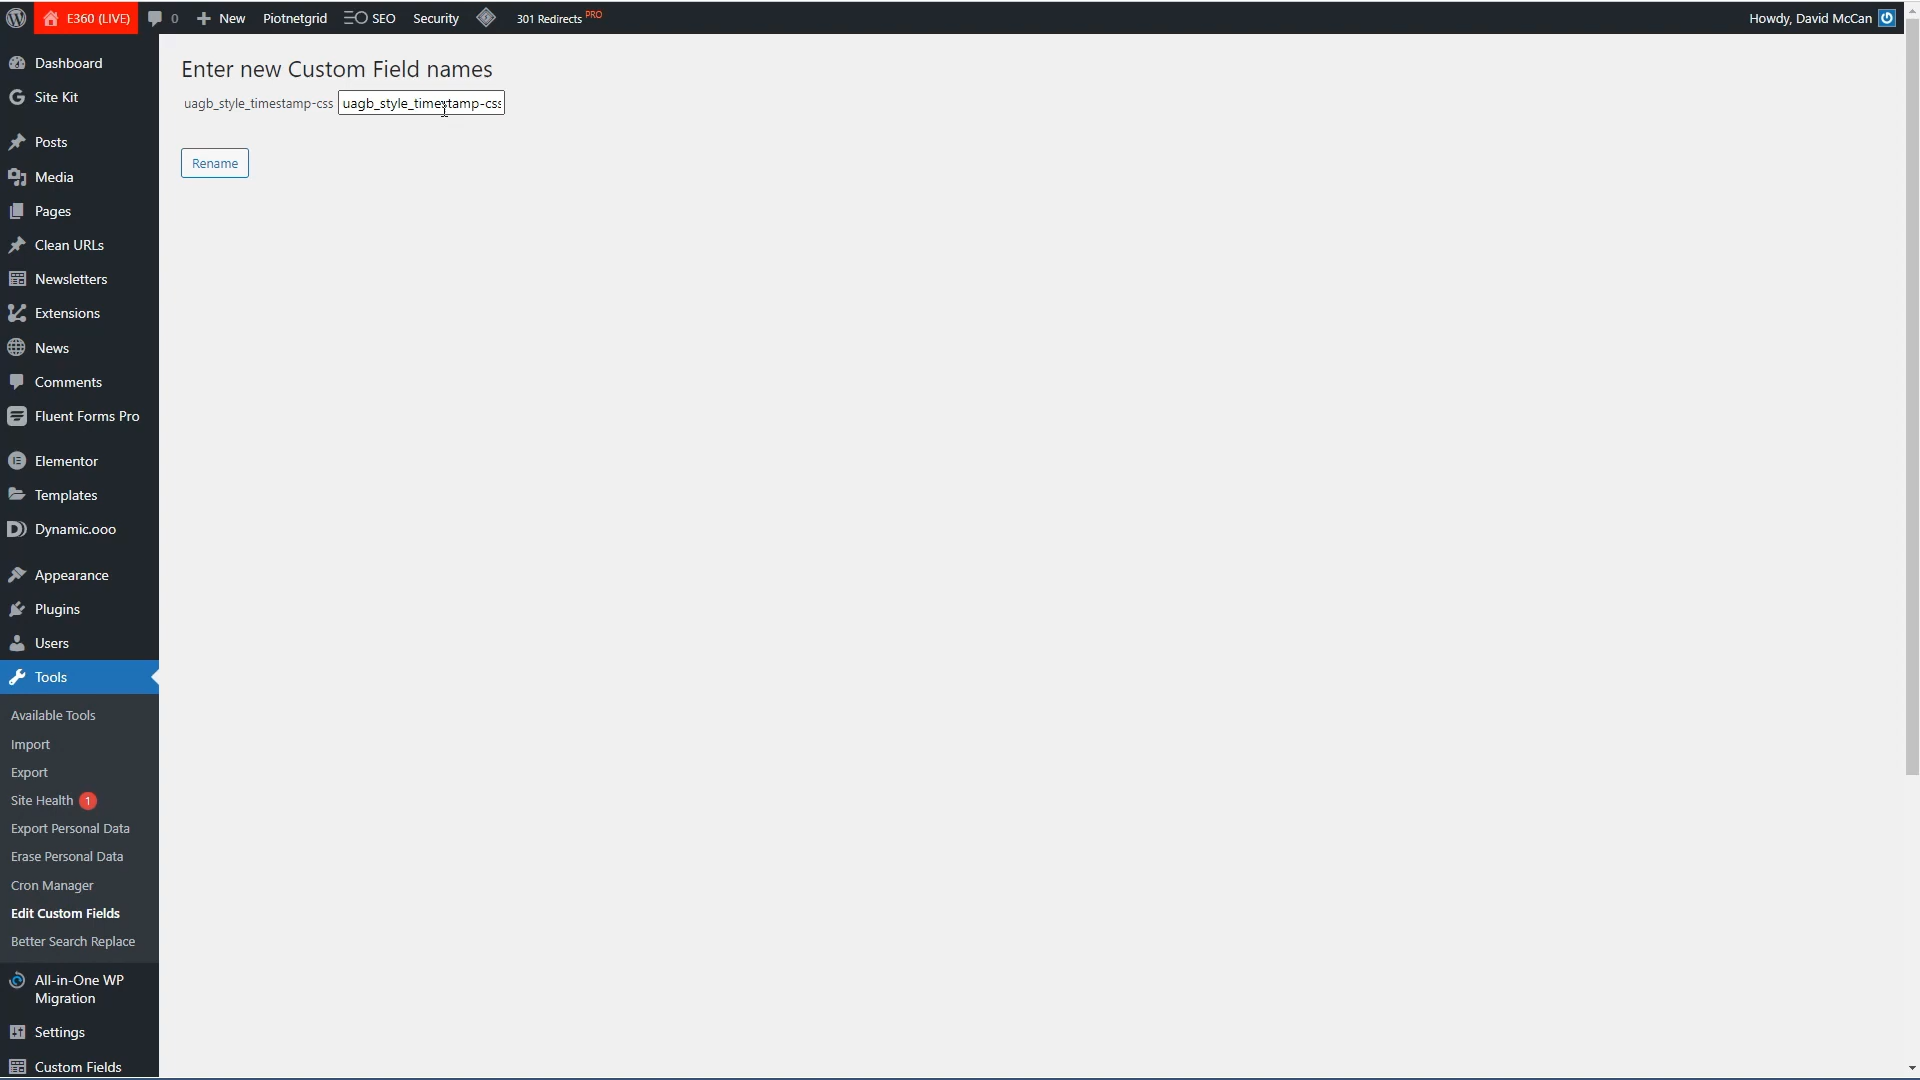 E360 (LIVE) 0 New Piotnetgrid SEO Security 301 Redirects PRO Howdy, David McCan
Dashboard
Site Kit
Posts
Media
Pages
Clean URLs
Newsletters
Extensions
News
Comments
Fluent Forms Pro
Elementor
Templates
Dynamic.ooo
Appearance
Plugins
Users
Tools
Available Tools
Import
Export
Site Health 1
Export Personal Data
Erase Personal Data
Cron Manager
Edit Custom Fields
Better Search Replace
All-in-One WP
Migration
Settings
Custom Fields
Enter new Custom Field names
uagb_style_timestamp-css uagb_style_timestamp-css
Rename